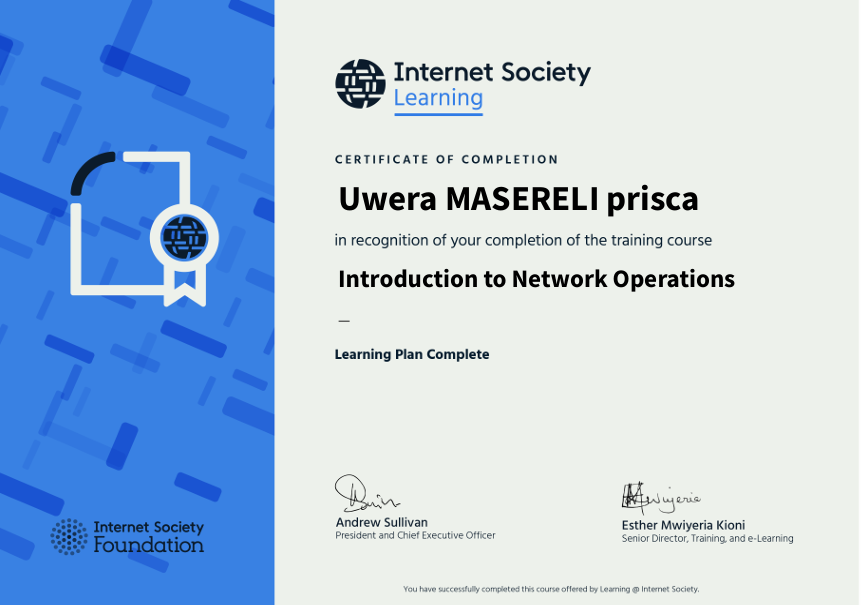 Internet Society
Learning
CERTIFICATE OF COMPLETION
Uwera MASERELI prisca
in recognition of your completion of the training course
Introduction to Network Operations
—
Learning Plan Complete
Andrew Sullivan
President and Chief Executive Officer
Esther Mwiyeria Kioni
Senior Director, Training, and e-Learning
Internet Society
Foundation
You have successfully completed this course offered by Learning @ Internet Society.